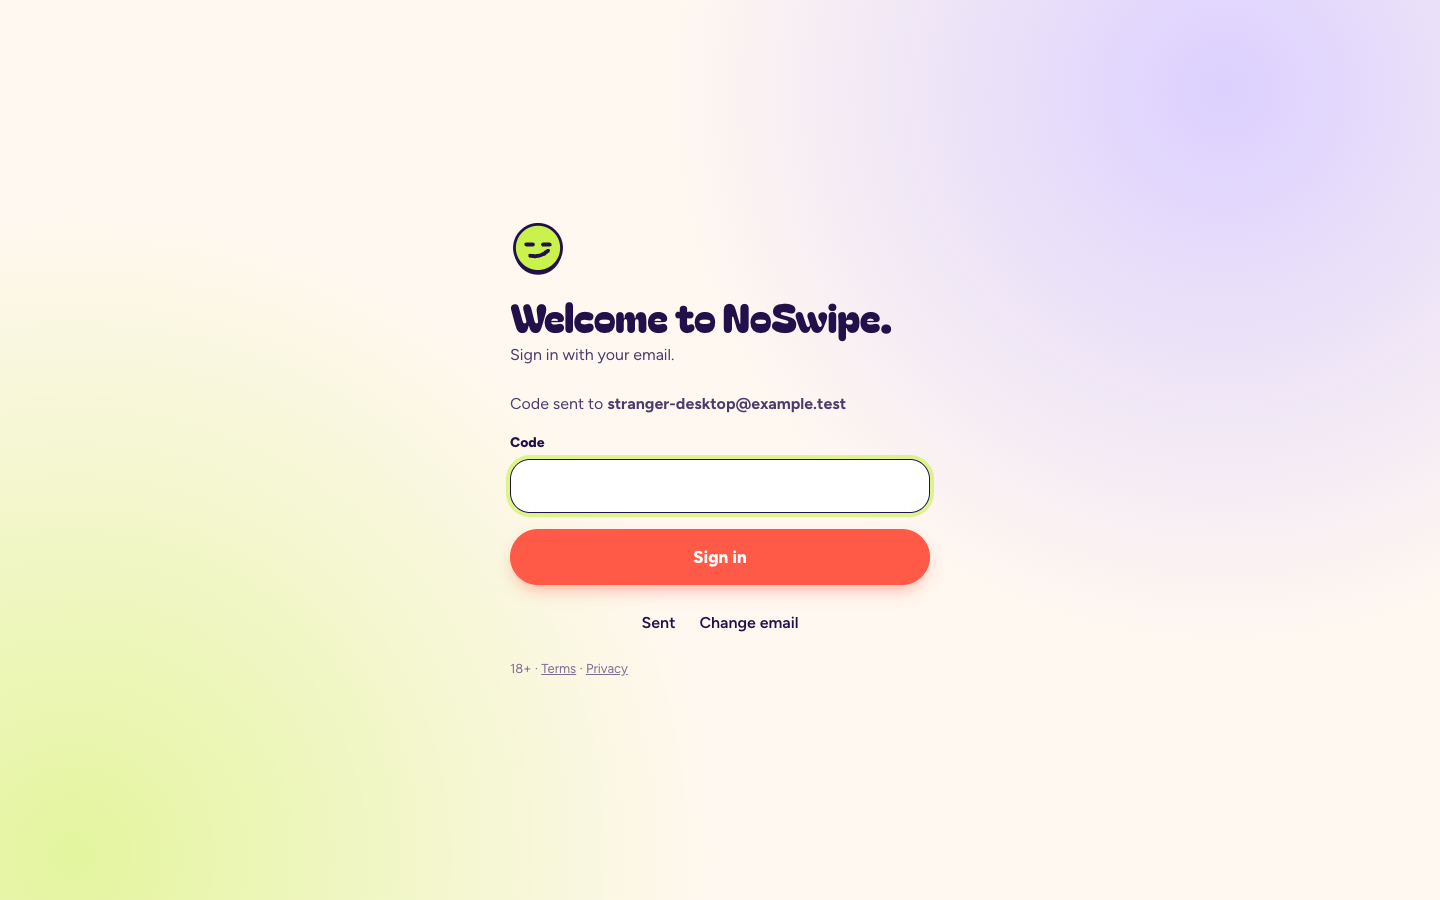 Welcome to NoSwipe.
Sign in with your email.
Code sent to stranger-desktop@example.test
Code
Sign in
Sent Change email
18+ · Terms · Privacy